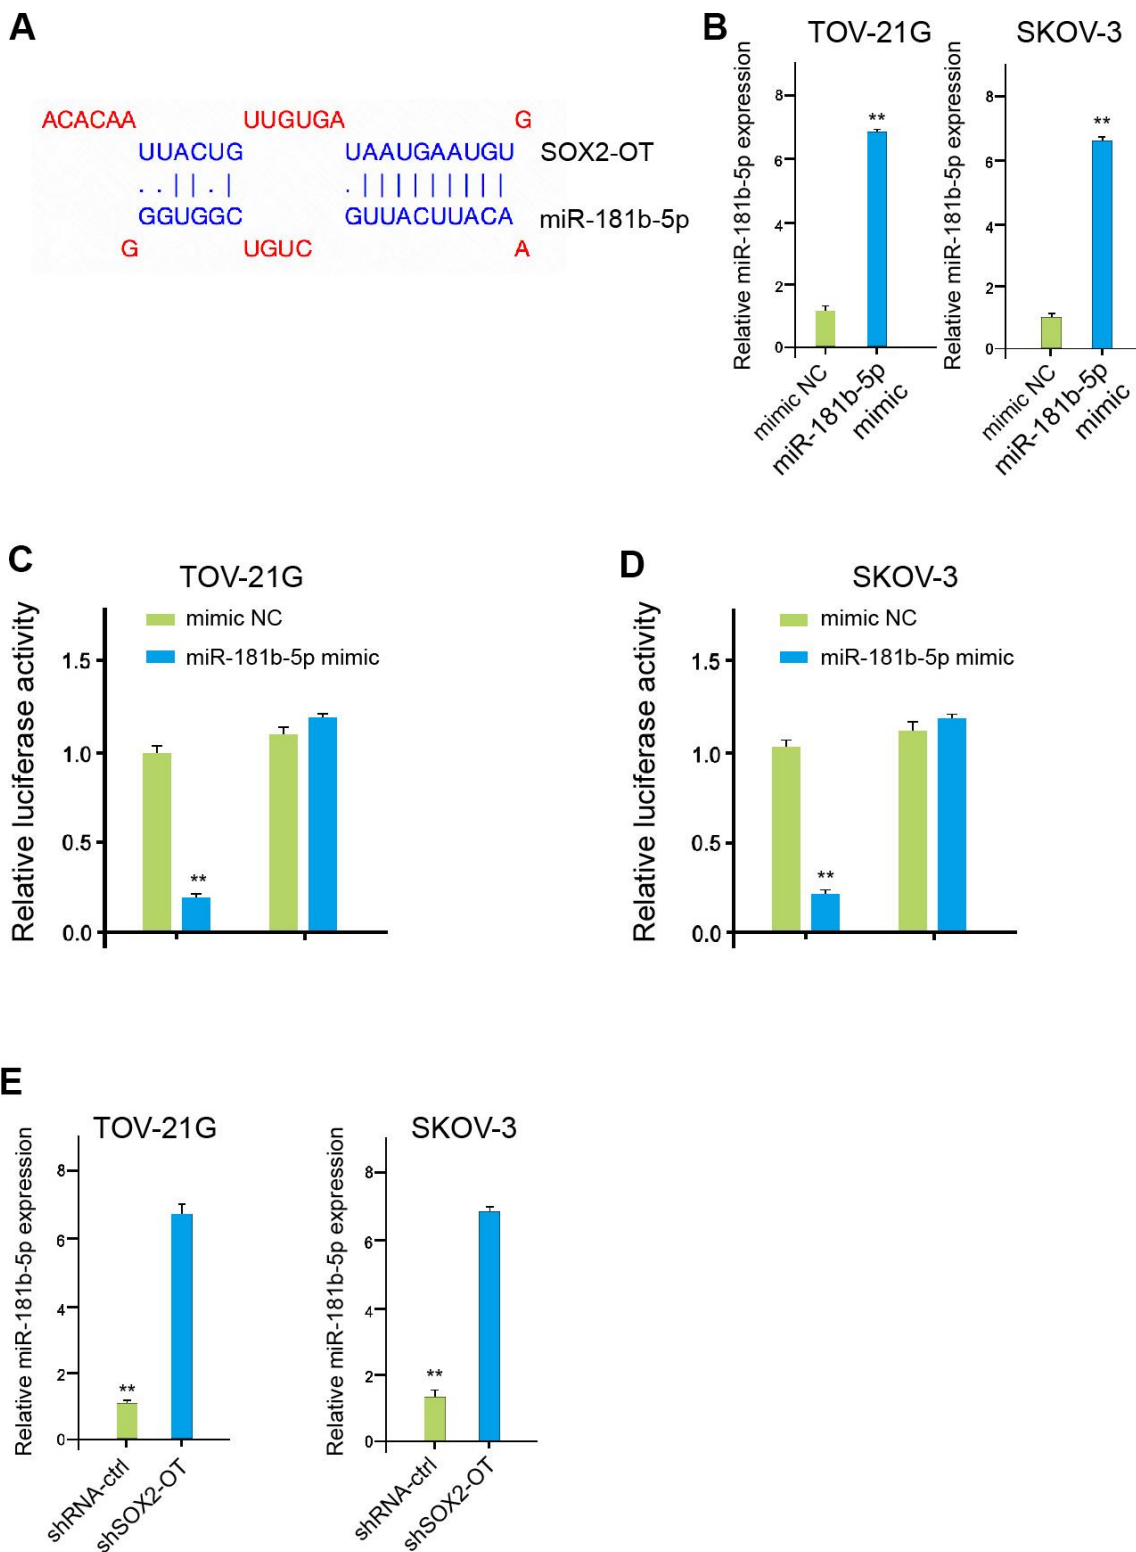 A
ACACAA UUGUGA G
UUACUG UAAUGAAUGU SOX2-OT
. . | | . | . | | | | | | | | |
GGUGGC GUUACUUACA miR-181b-5p
G UGUC A
B
TOV-21G
Relative miR-181b-5p expression
8
6
4
2
0
**
mimic NC
miR-181b-5p
mimic
SKOV-3
Relative miR-181b-5p expression
8
6
4
2
0
**
mimic NC
miR-181b-5p
mimic
C
TOV-21G
mimic NC
miR-181b-5p mimic
Relative luciferase activity
1.5
1.0
0.5
0.0
**
D
SKOV-3
mimic NC
miR-181b-5p mimic
Relative luciferase activity
1.5
1.0
0.5
0.0
**
E
TOV-21G
Relative miR-181b-5p expression
8
6
4
2
0
**
shRNA-ctrl
shSOX2-OT
SKOV-3
Relative miR-181b-5p expression
8
6
4
2
0
**
shRNA-ctrl
shSOX2-OT